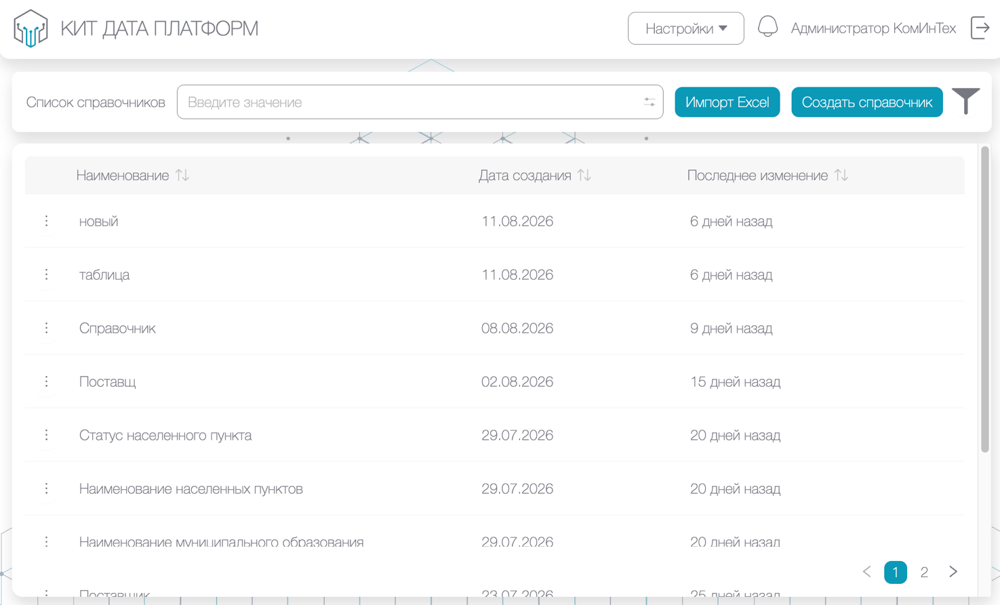 КИТ ДАТА ПЛАТФОРМ
Настройки
Администратор КомИнТех
Список справочников
Введите значение
Импорт Excel
Создать справочник
Наименование Дата создания Последнее изменение
новый 11.08.2026 6 дней назад
таблица 11.08.2026 6 дней назад
Справочник 08.08.2026 9 дней назад
Поставщ 02.08.2026 15 дней назад
Статус населенного пункта 29.07.2026 20 дней назад
Наименование населенных пунктов 29.07.2026 20 дней назад
Наименование муниципального образования 29.07.2026 20 дней назад
1 2
Поставщик 23.07.2026 25 дней назад